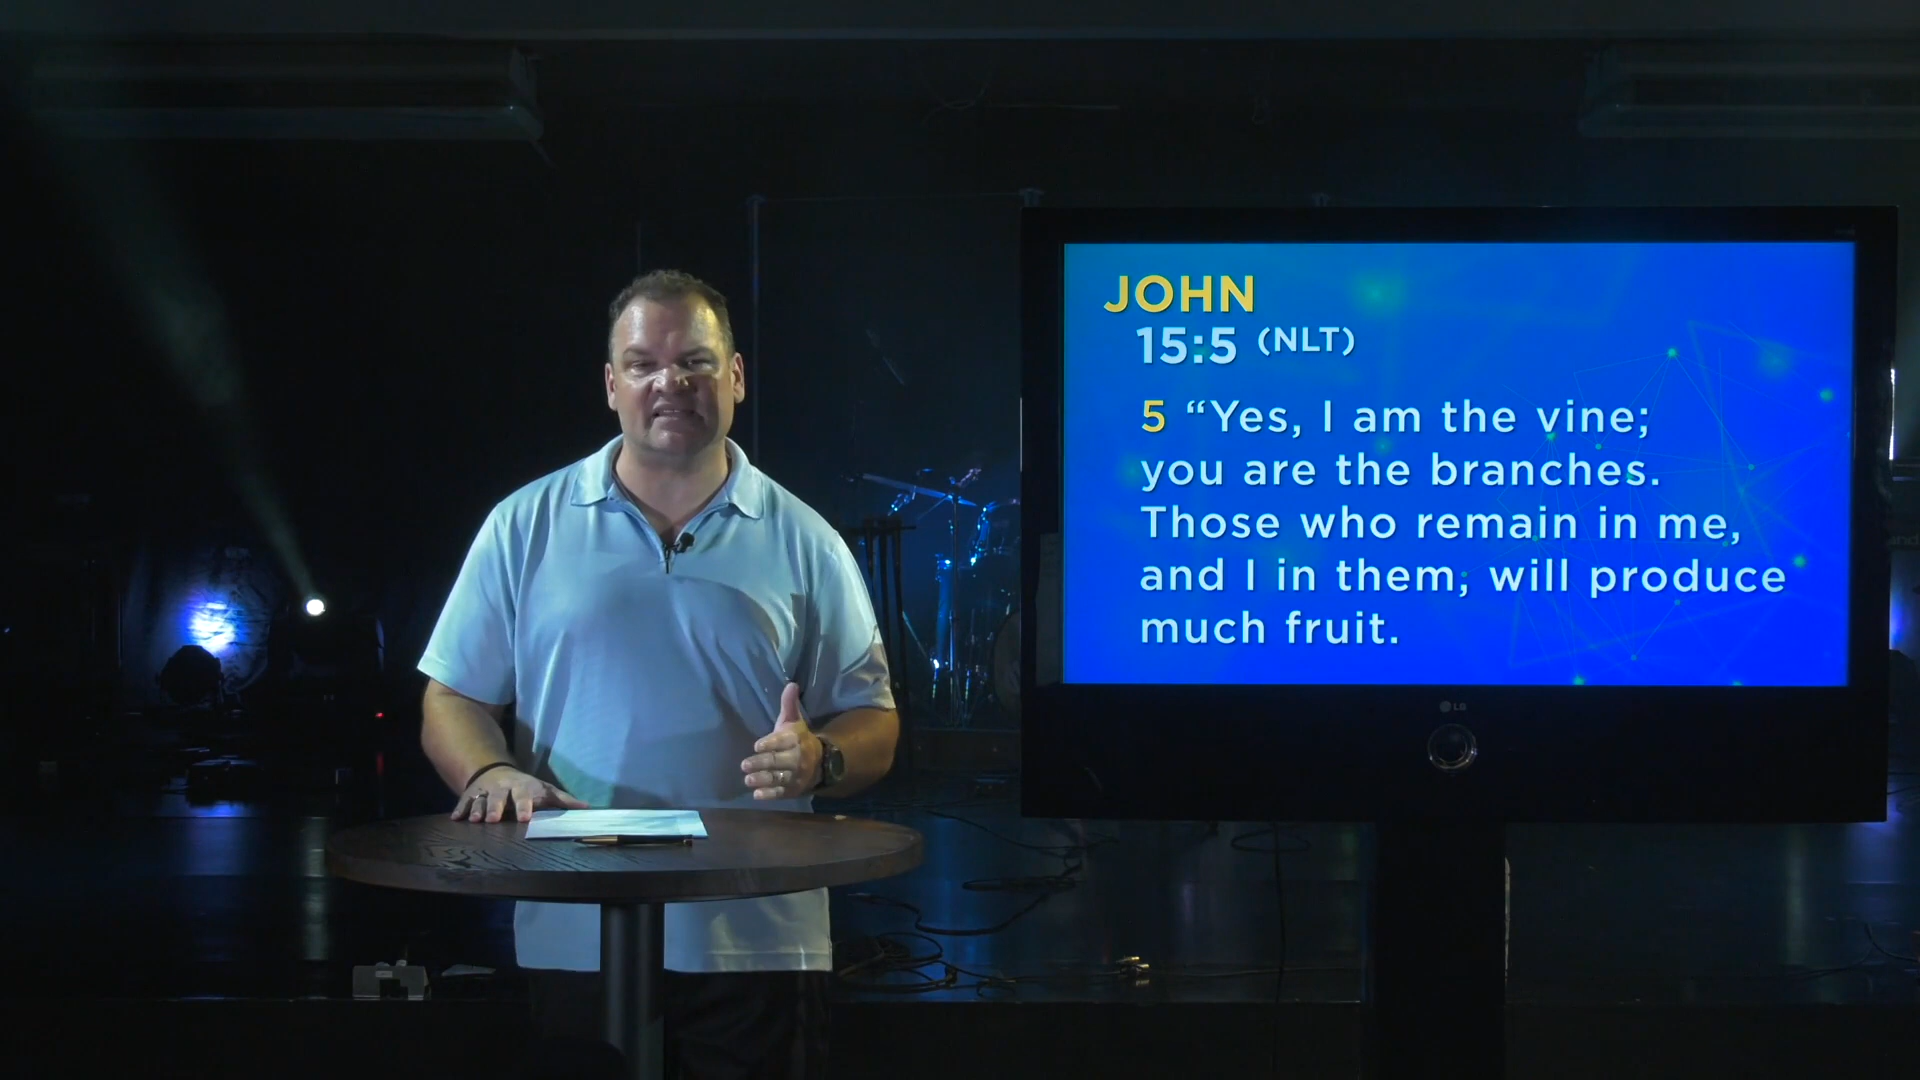 JOHN
15:5 (NLT)
5 “Yes, I am the vine;
you are the branches.
Those who remain in me,
and I in them, will produce
much fruit.
LG